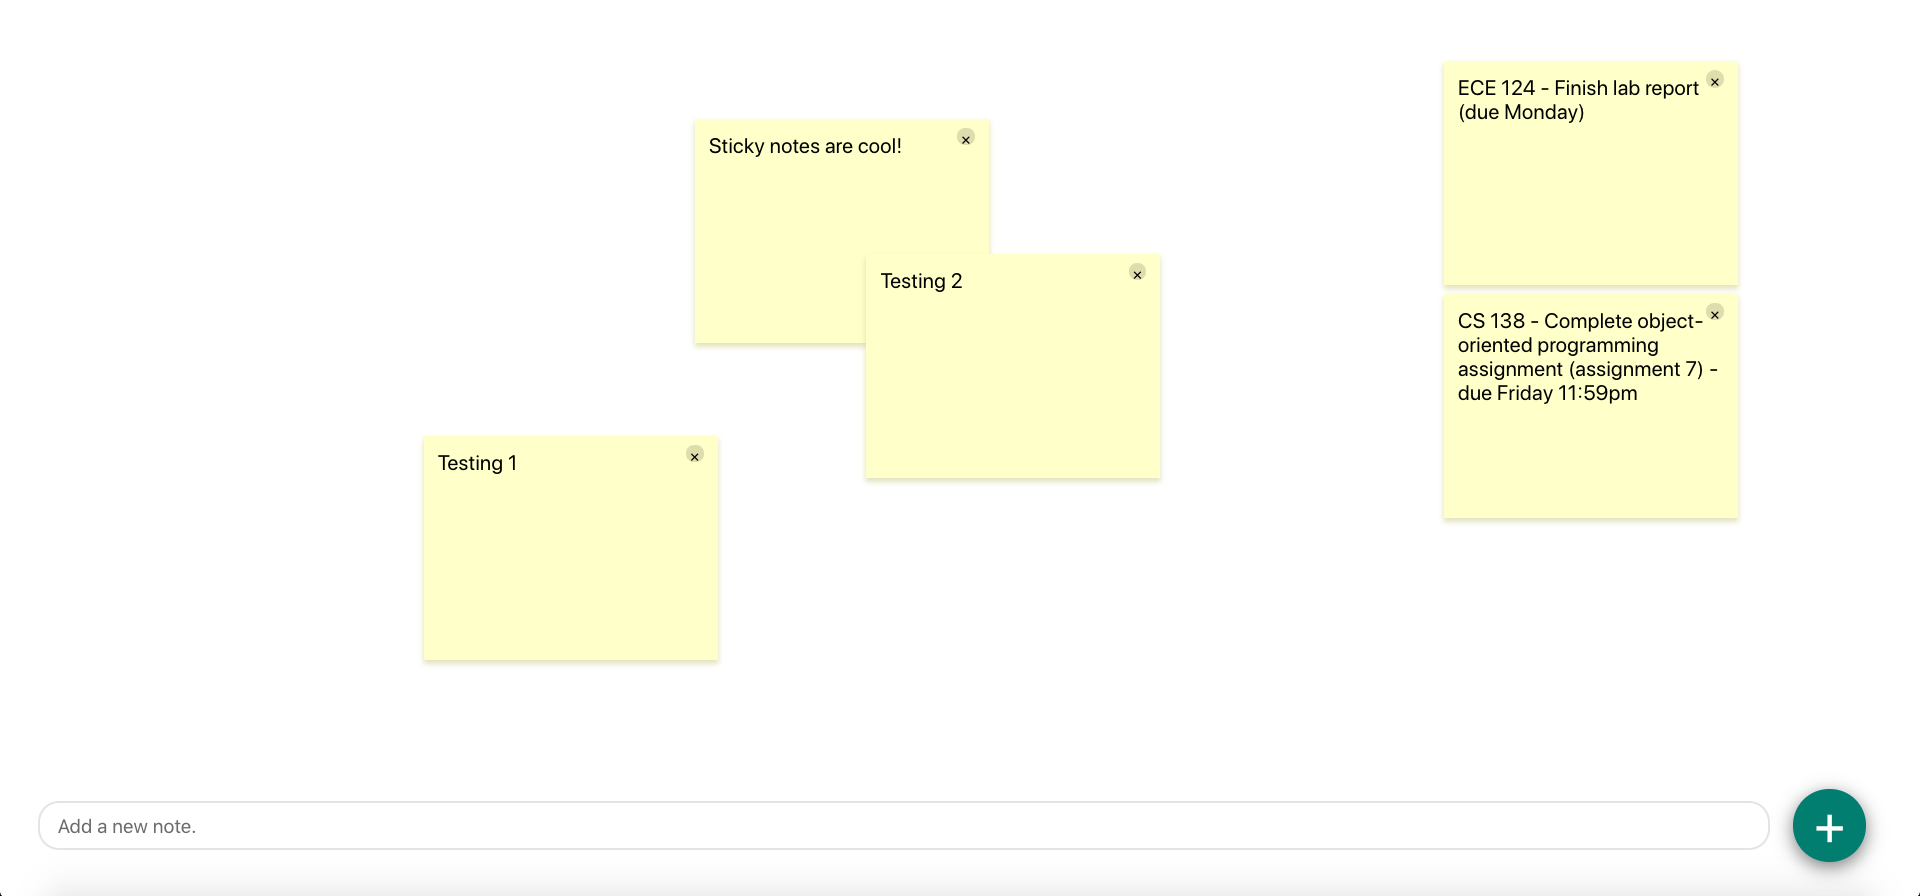 Sticky notes are cool!
Testing 2
Testing 1
ECE 124 - Finish lab report
(due Monday)
CS 138 - Complete object-
oriented programming
assignment (assignment 7) -
due Friday 11:59pm
Add a new note.